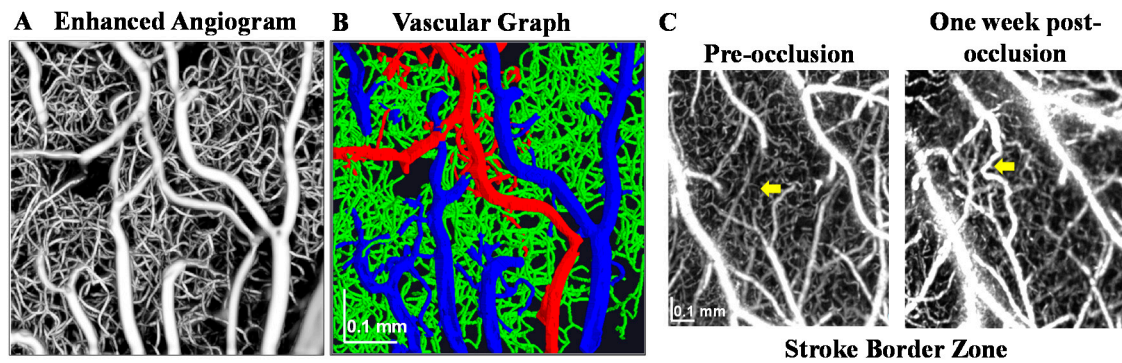 A Enhanced Angiogram
B Vascular Graph
C
Pre-occlusion
One week post-
occlusion
0.1 mm
0.1 mm
Stroke Border Zone